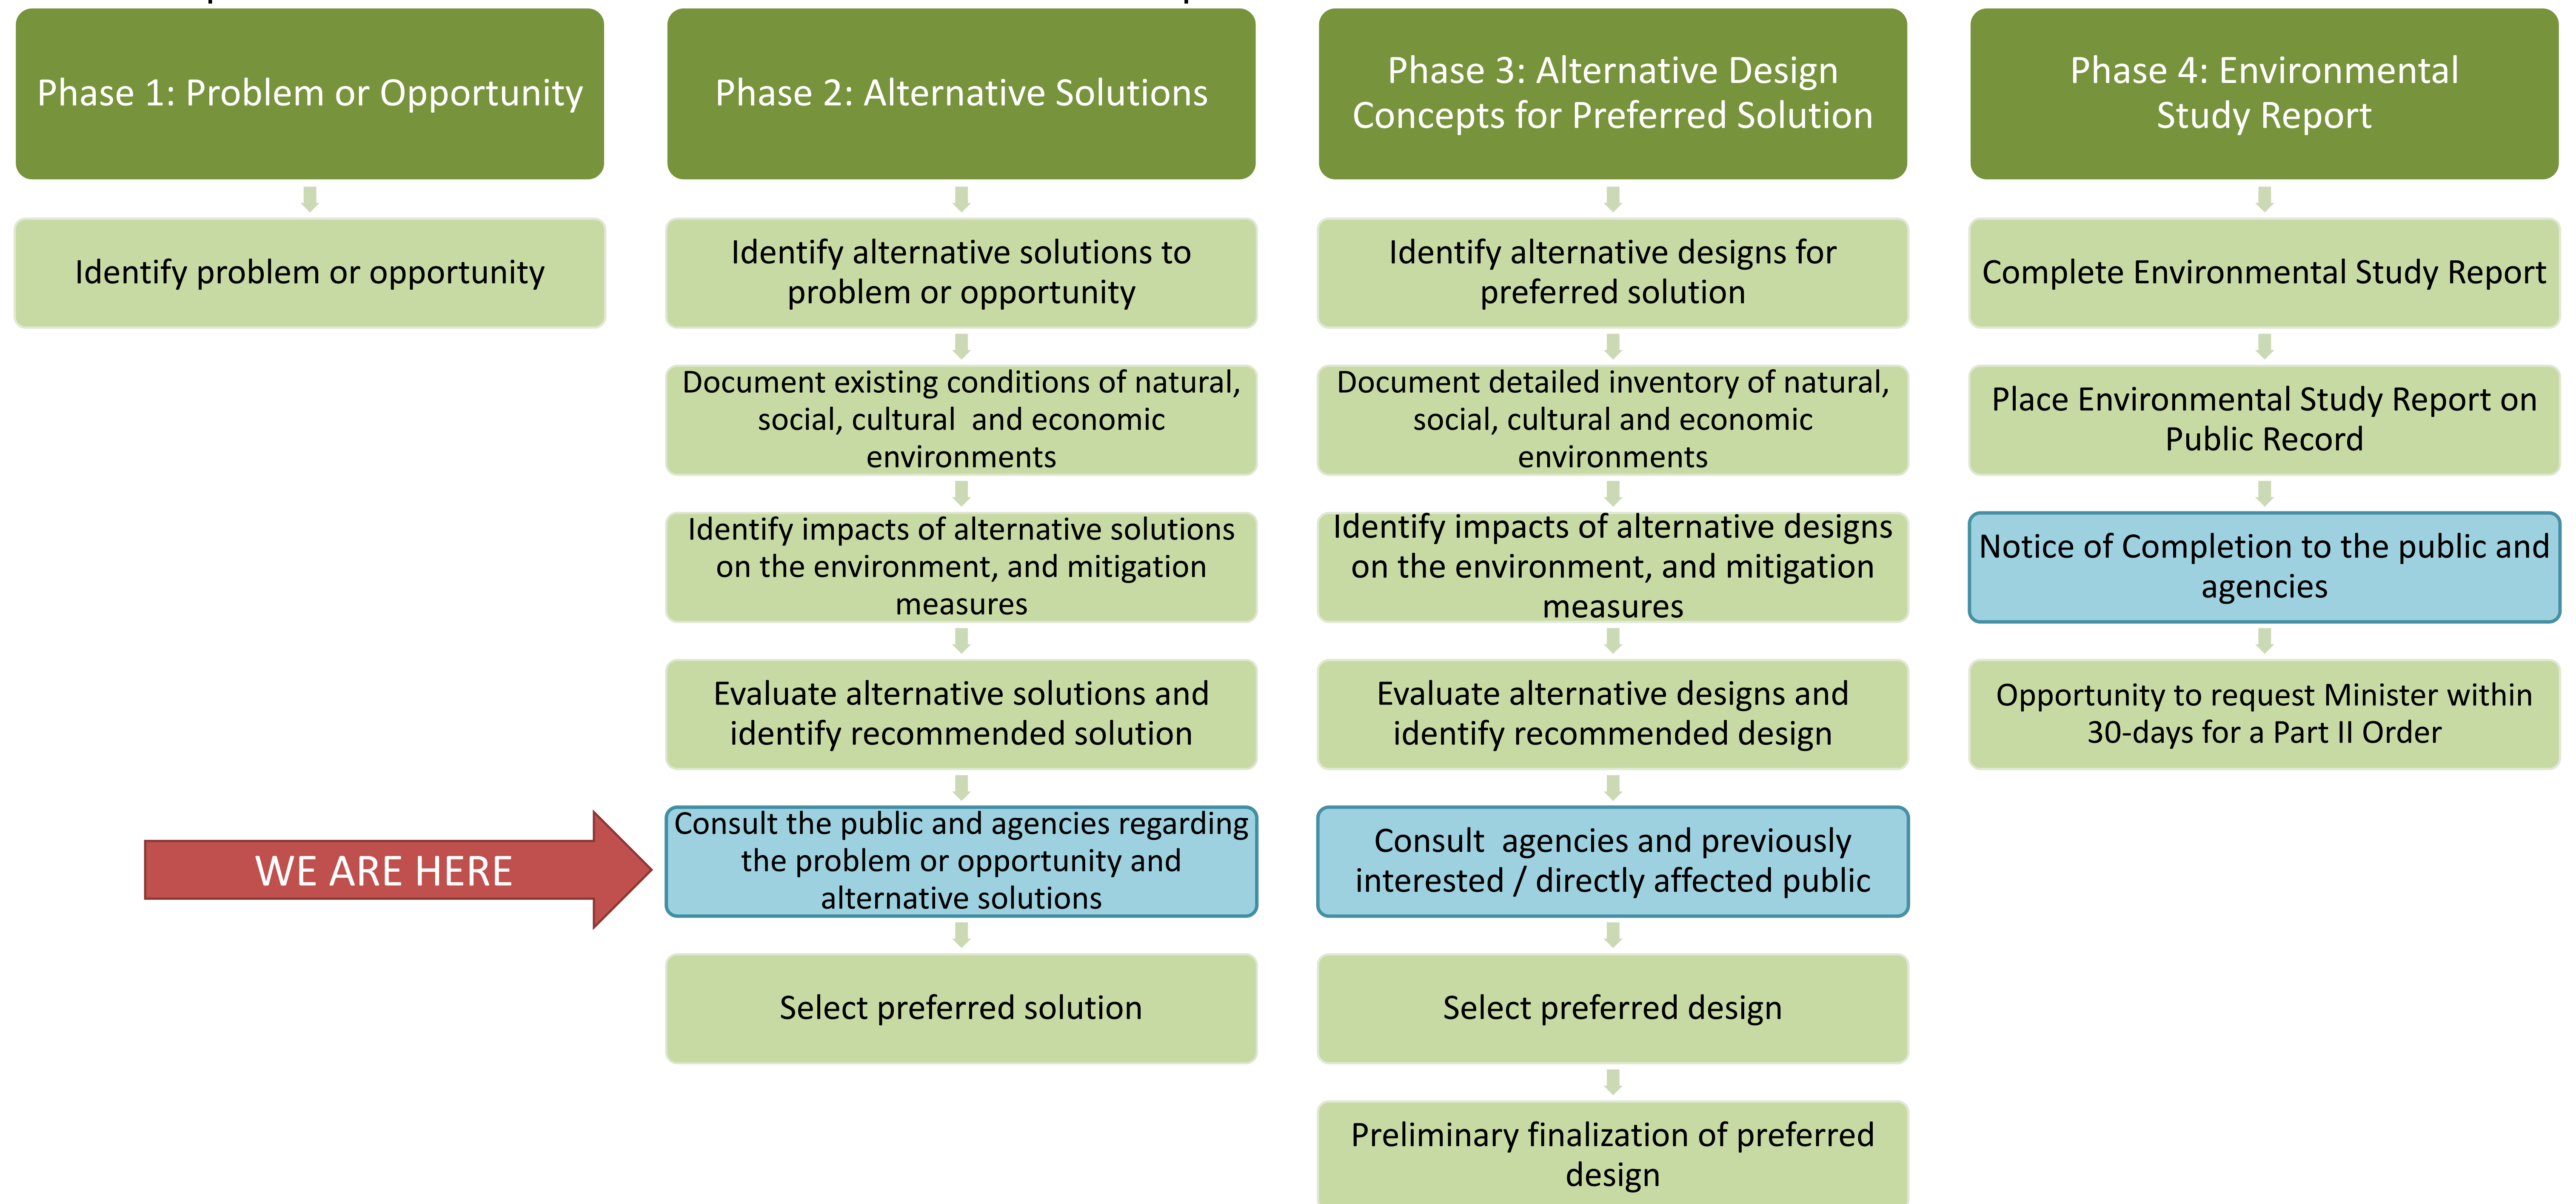 Phase 1: Problem or Opportunity
Identify problem or opportunity
WE ARE HERE
Phase 2: Alternative Solutions
Identify alternative solutions to
problem or opportunity
Document existing conditions of natural,
social, cultural  and economic
environments
Identify impacts of alternative solutions
on the environment, and mitigation
measures
Evaluate alternative solutions and
identify recommended solution
Consult the public and agencies regarding
the problem or opportunity and
alternative solutions
Select preferred solution
Phase 3: Alternative Design
Concepts for Preferred Solution
Identify alternative designs for
preferred solution
Document detailed inventory of natural,
social, cultural and economic
environments
Identify impacts of alternative designs
on the environment, and mitigation
measures
Evaluate alternative designs and
identify recommended design
Consult  agencies and previously
interested / directly affected public
Select preferred design
Preliminary finalization of preferred
design
Phase 4: Environmental
Study Report
Complete Environmental Study Report
Place Environmental Study Report on
Public Record
Notice of Completion to the public and
agencies
Opportunity to request Minister within
30-days for a Part II Order